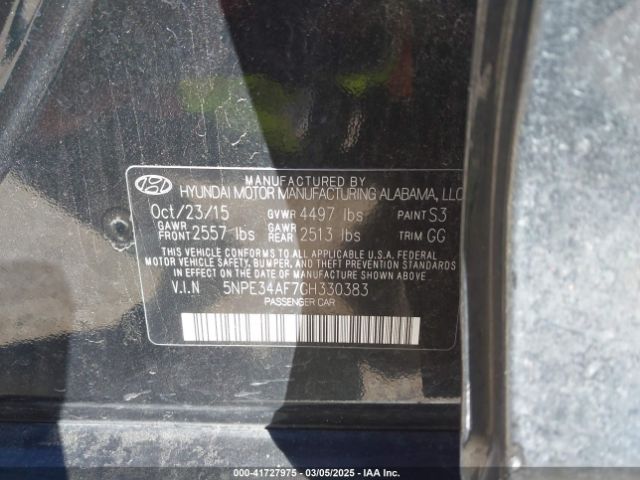 MANUFACTURED BY
HYUNDAI MOTOR MANUFACTURING ALABAMA, LLC
Oct/23/15 GVWR 4497 lbs PAINT S3
GAWR FRONT 2557 lbs GAWR REAR 2513 lbs TRIM GG
THIS VEHICLE CONFORMS TO ALL APPLICABLE U.S.A. FEDERAL
MOTOR VEHICLE SAFETY, BUMPER, AND THEFT PREVENTION STANDARDS
IN EFFECT ON THE DATE OF MANUFACTURE SHOWN ABOVE.
V.I.N 5NPE34AF7GH330383
PASSENGER CAR
000-41727975 - 03/05/2025 - IAA Inc.